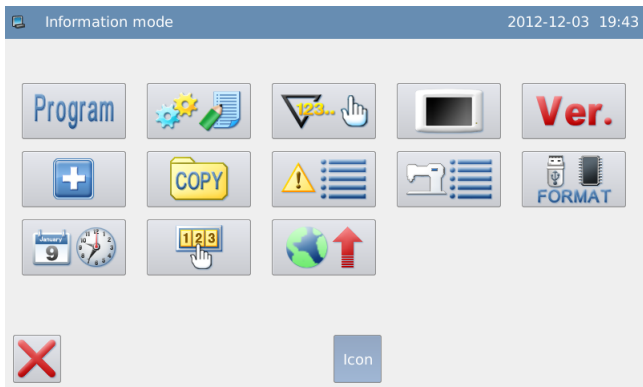 Information mode 2012-12-03 19:43
Program 123.. Ver.
COPY FORMAT
January 9 123
Icon